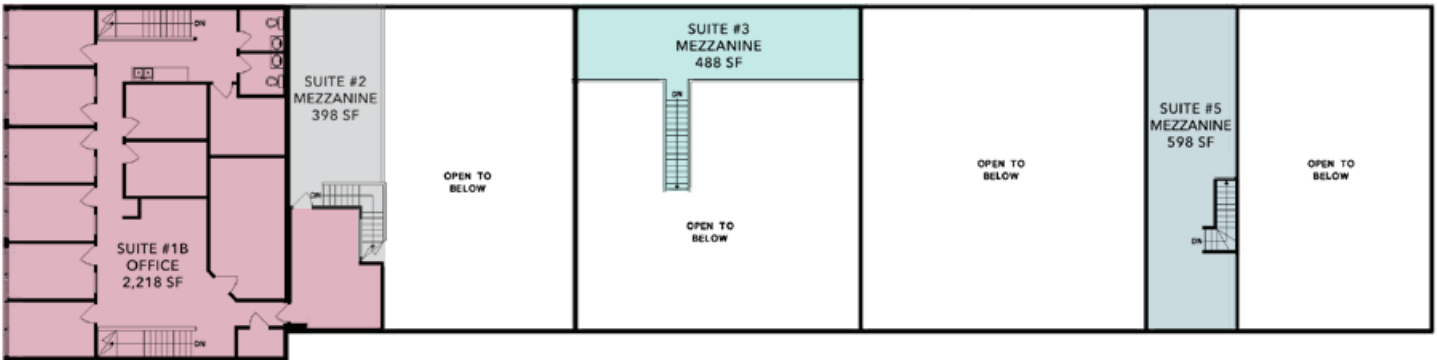 DN
SUITE #2
MEZZANINE
398 SF
DN
SUITE #1B
OFFICE
2,218 SF
DN
OPEN TO
BELOW
SUITE #3
MEZZANINE
488 SF
DN
OPEN TO
BELOW
OPEN TO
BELOW
SUITE #5
MEZZANINE
598 SF
DN
OPEN TO
BELOW